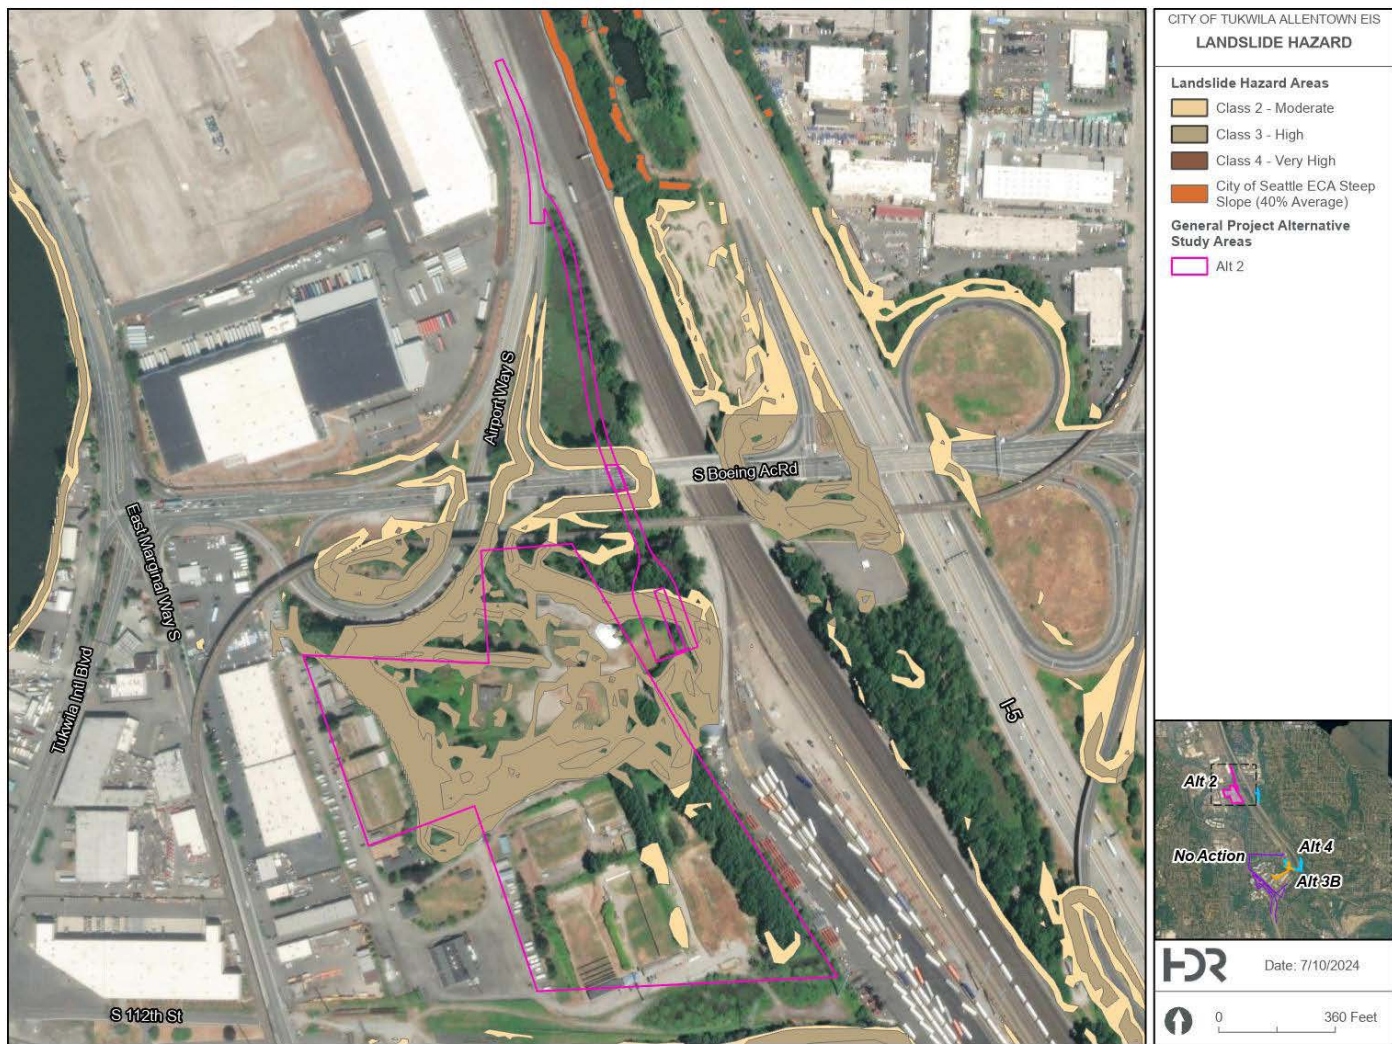 CITY OF TUKWILA ALLENTOWN EIS
LANDSLIDE HAZARD
Landslide Hazard Areas
Class 2 - Moderate
Class 3 - High
Class 4 - Very High
City of Seattle ECA Steep
Slope (40% Average)
General Project Alternative
Study Areas
Alt 2
Airport Way S
S Boeing AcRd
East Marginal Way S
Tukwila Intl Blvd
I-5
S 112th St
Alt 2
No Action
Alt 4
Alt 3B
HDR
Date: 7/10/2024
0 360 Feet